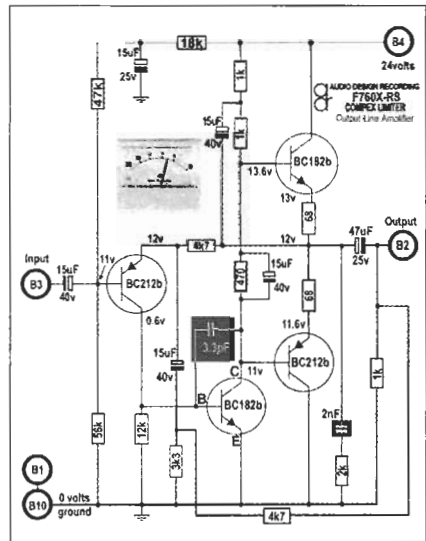 15uF
25v
18k
B4
24volts
AUDIO DESIGN RECORDING
F760X-RS
COMPEX LIMITER
Output Line Amplifier
47k
1k
15uF
40v
1k
BC182b
13.6v
13v
68
47uF
25v
Output
B2
12v
4k7
12v
Input
B3
15uF
40v
11v
BC212b
470
15uF
40v
68
0.6v
11.6v
3.3pF
15uF
40v
C
11v
BC212b
B
BC182b
E
1k
2nF
56k
12k
3k3
2k
B1
B10
0 volts
ground
4k7